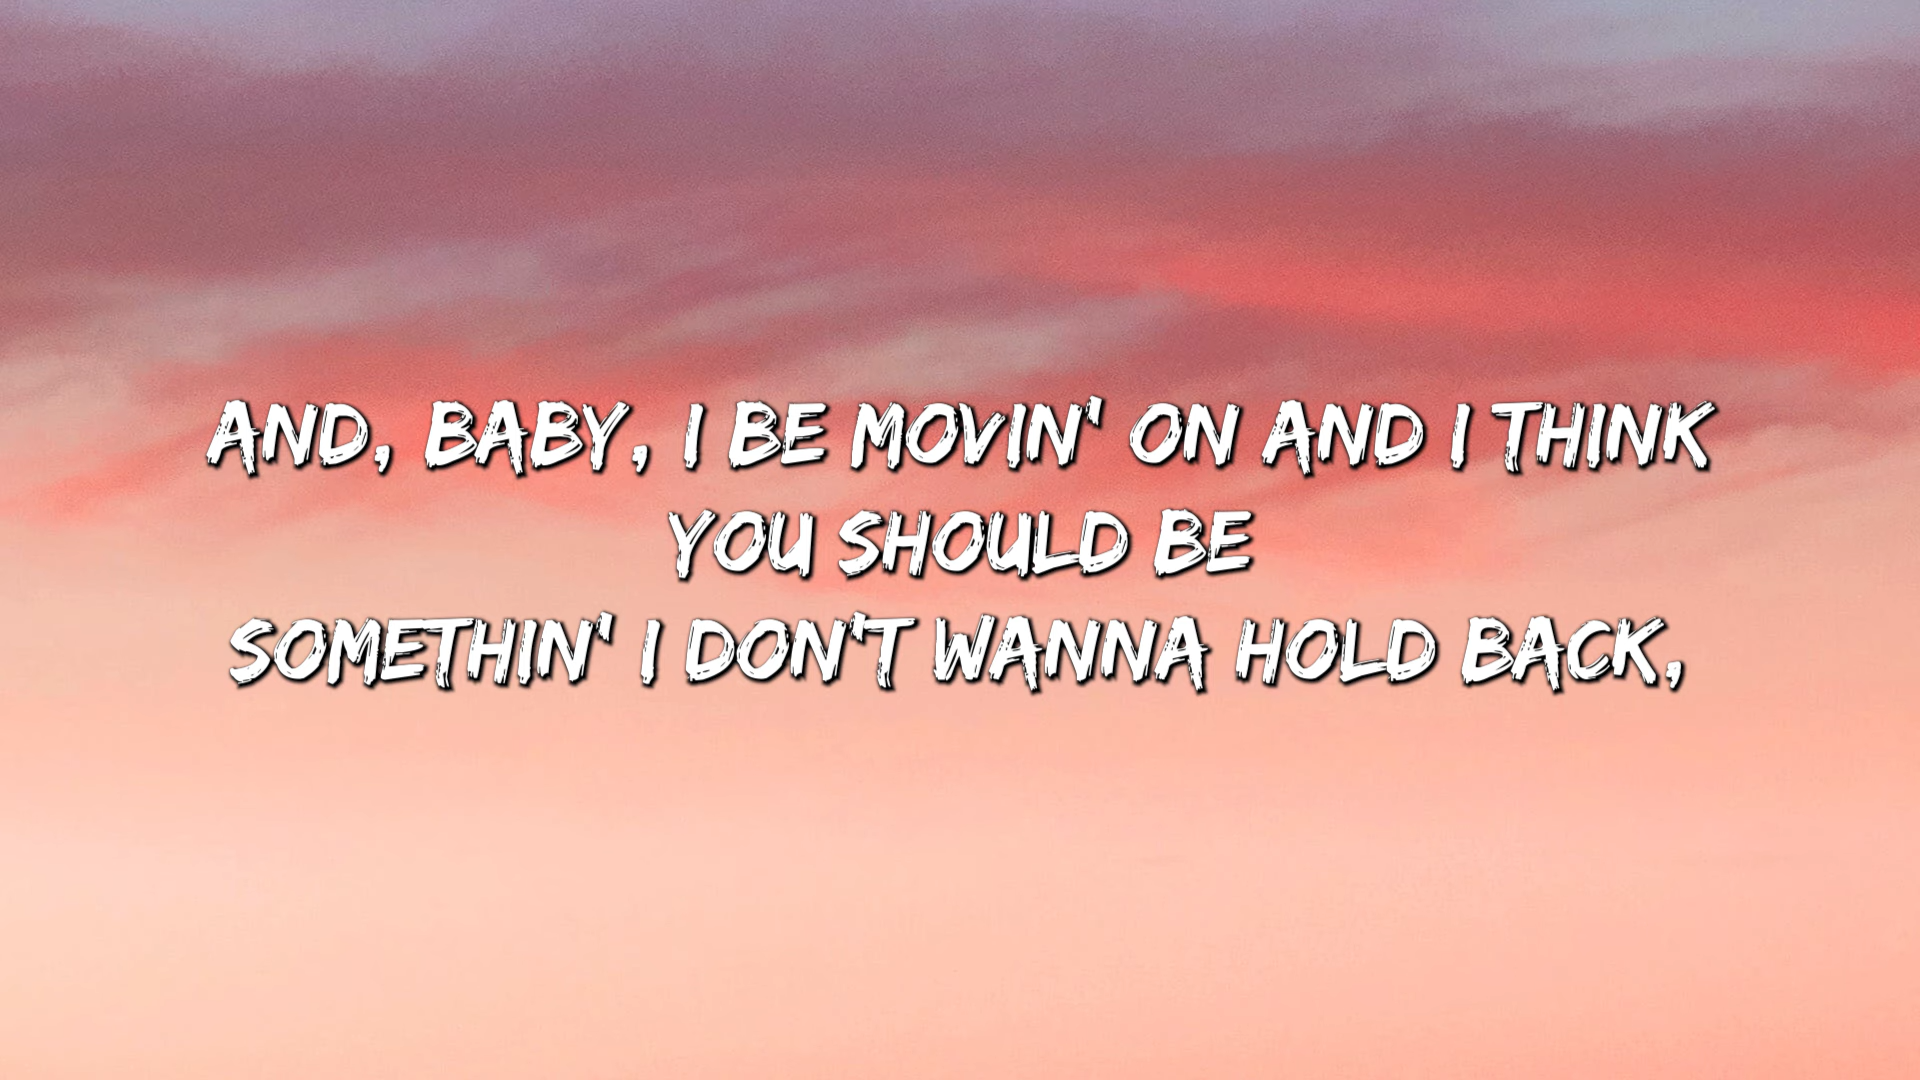 AND, BABY, I BE MOVIN' ON AND I THINK
YOU SHOULD BE
SOMETHIN' I DON'T WANNA HOLD BACK,